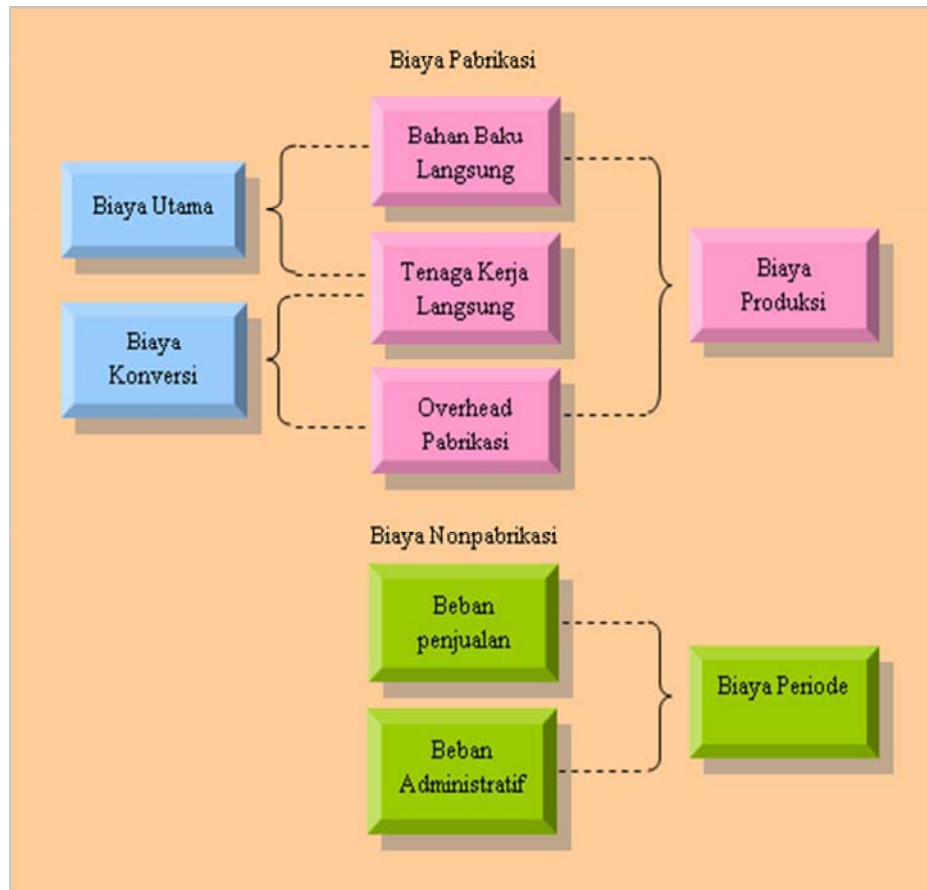 Biaya Pabrikasi
Bahan Baku
Langsung
Biaya Utama
Tenaga Kerja
Langsung
Biaya
Produksi
Biaya
Konversi
Overhead
Pabrikasi
Biaya Nonpabrikasi
Beban
penjualan
Biaya Periode
Beban
Administratif